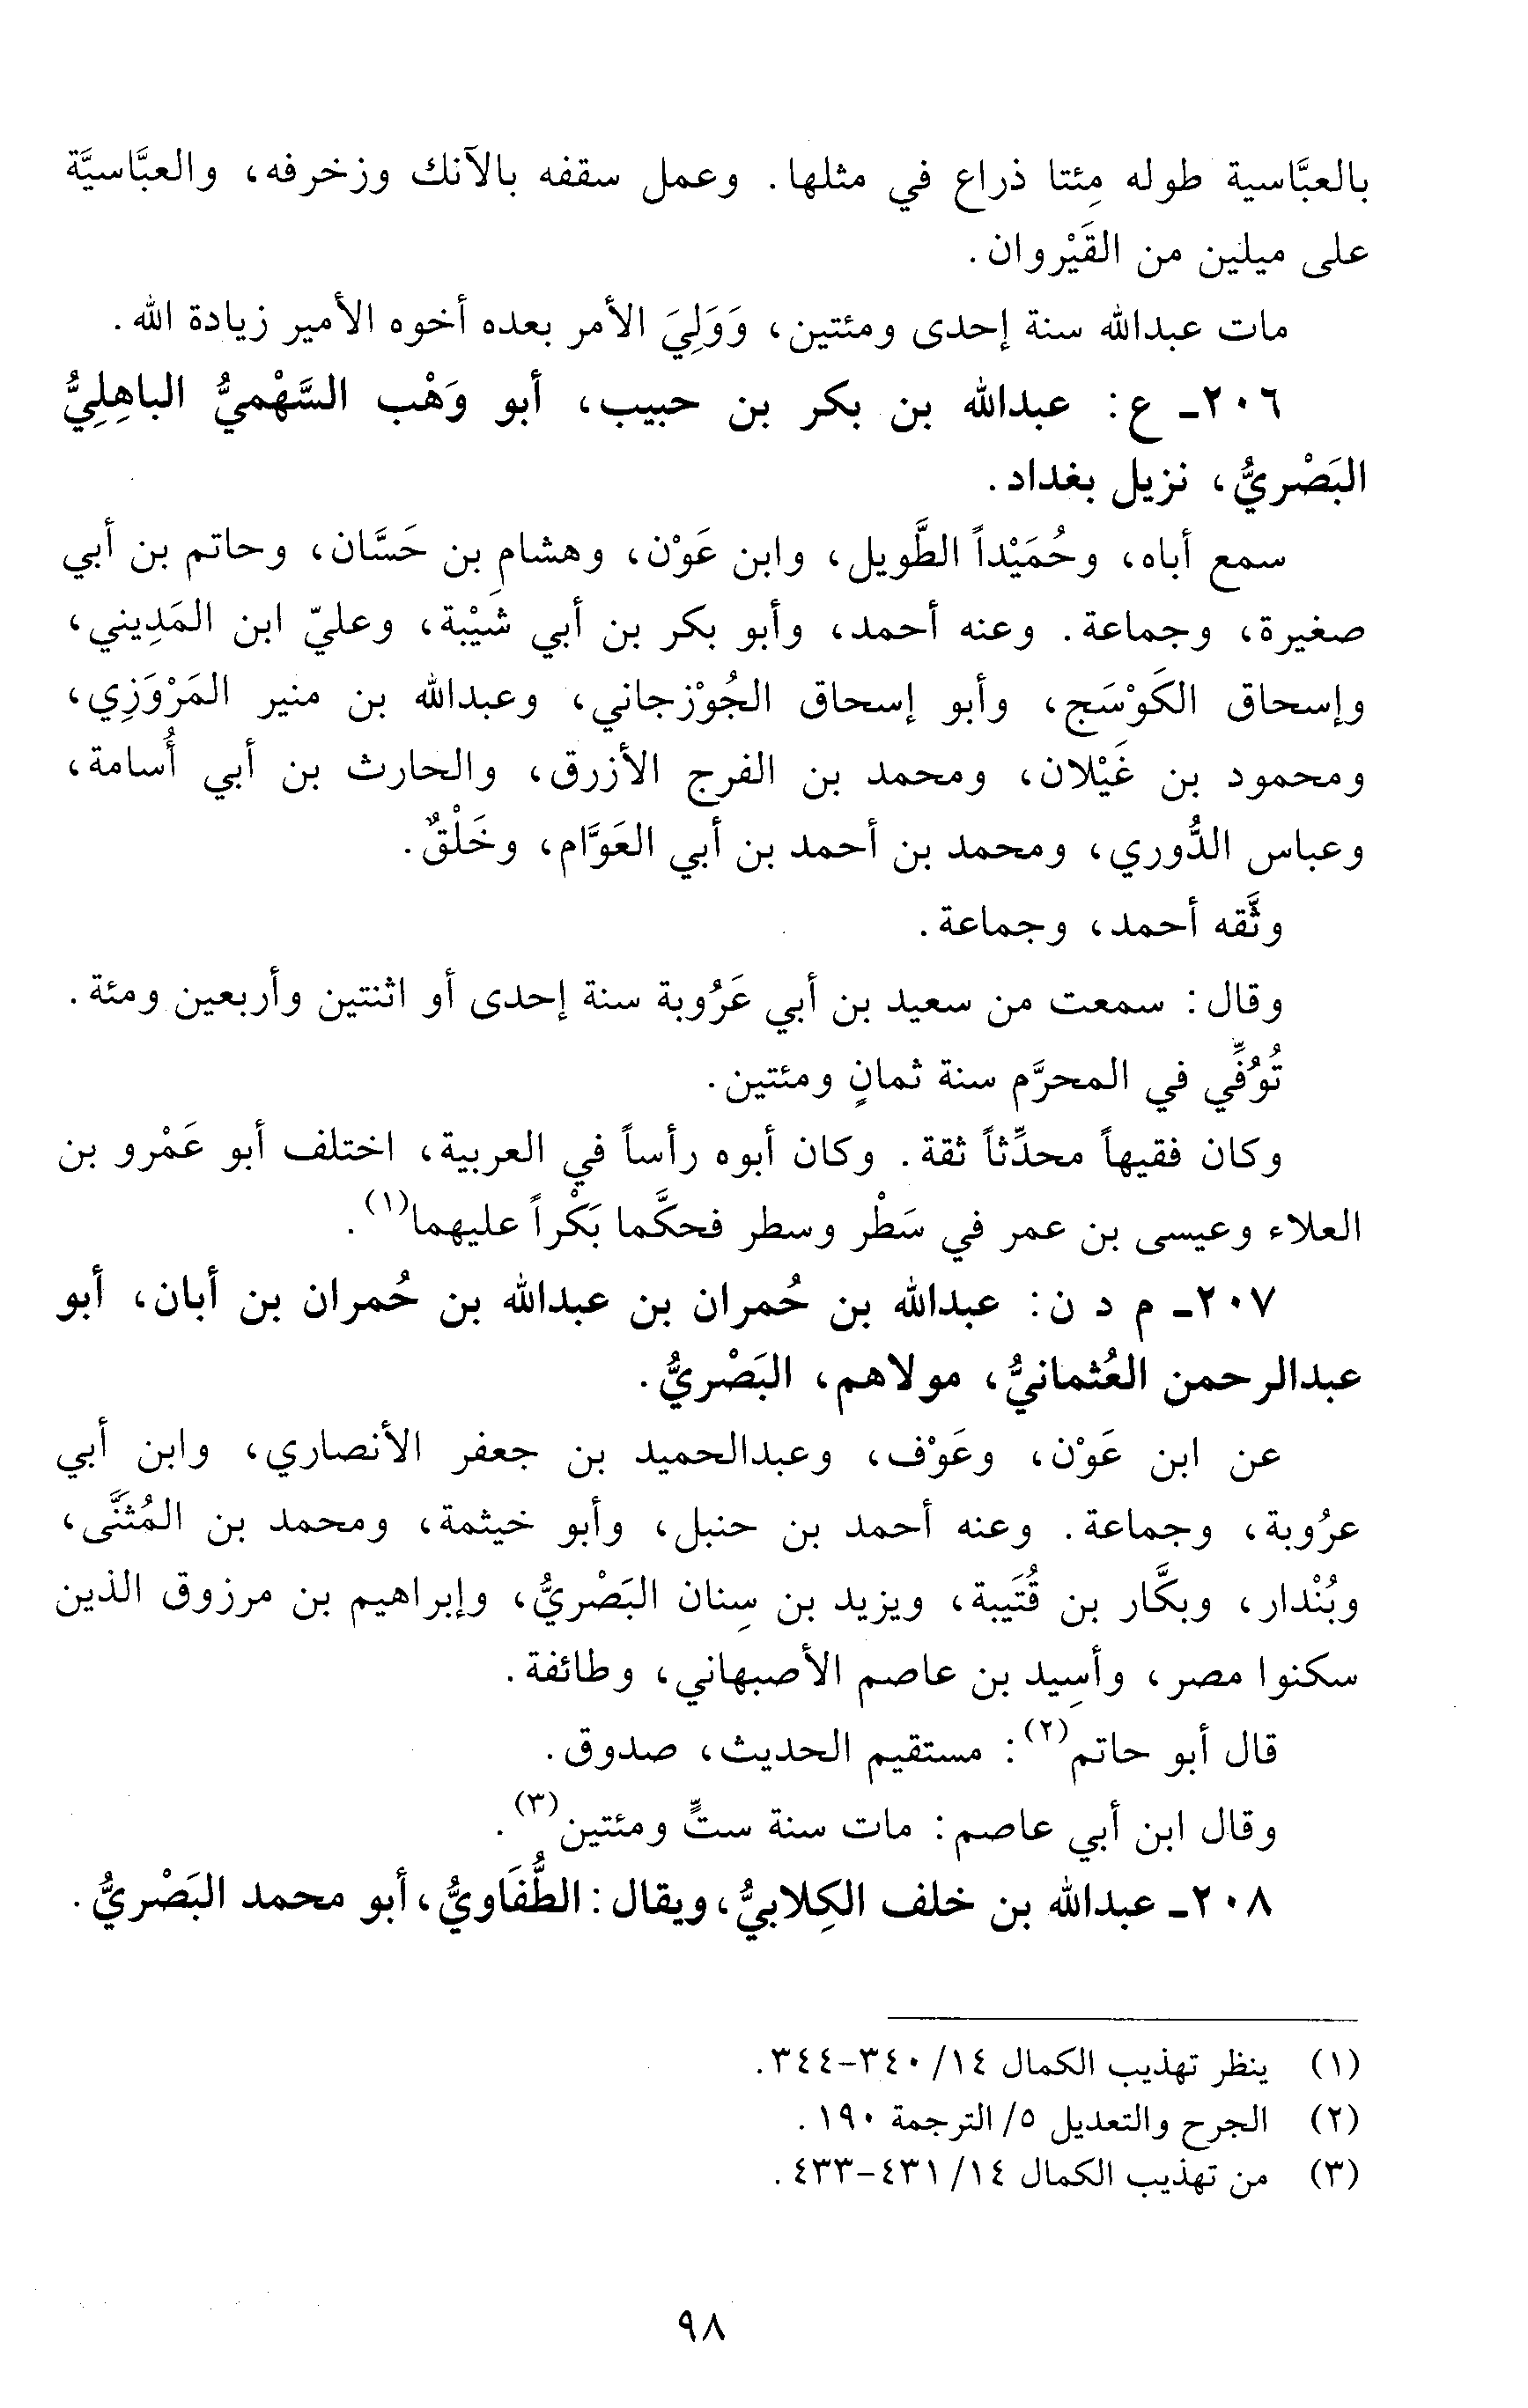 بالعبَّاسية طوله مِئتا ذراع في مثلها. وعمل سقفه بالآنك وزخرفه، والعبَّاسيَّة
على ميلين من القَيْروان.
مات عبدالله سنة إحدى ومئتين، وَوَلِيَ الأمر بعده أخوه الأمير زيادة الله.
٢٠٦ـ ع: عبدالله بن بكر بن حبيب، أبو وَهْب السَّهْميُّ الباهِلِيُّ
البَصْريُّ، نزيل بغداد.
سمع أباه، وحُمَيْداً الطَّويل، وابن عَوْن، وهشام بن حَسَّان، وحاتم بن أبي
صغيرة، وجماعة. وعنه أحمد، وأبو بكر بن أبي شَيْبة، وعليّ ابن المَدِيني،
وإسحاق الكَوْسَج، وأبو إسحاق الجُوْزجاني، وعبدالله بن منير المَرْوَزِي،
ومحمود بن غَيْلان، ومحمد بن الفرج الأزرق، والحارث بن أبي أُسامة،
وعباس الدُّوري، ومحمد بن أحمد بن أبي العَوَّام، وخَلْقٌ.
وثَّقه أحمد، وجماعة.
وقال: سمعت من سعيد بن أبي عَرُوبة سنة إحدى أو اثنتين وأربعين ومئة.
تُوُفِّي في المحرَّم سنة ثمانٍ ومئتين.
وكان فقيهاً محدِّثاً ثقة. وكان أبوه رأساً في العربية، اختلف أبو عَمْرو بن
العلاء وعيسى بن عمر في سَطْر وسطر فحكَّما بَكْراً عليهما(١).
٢٠٧ـ م د ن: عبدالله بن حُمران بن عبدالله بن حُمران بن أبان، أبو
عبدالرحمن العُثمانيُّ، مولاهم، البَصْريُّ.
عن ابن عَوْن، وعَوْف، وعبدالحميد بن جعفر الأنصاري، وابن أبي
عرُوبة، وجماعة. وعنه أحمد بن حنبل، وأبو خيثمة، ومحمد بن المُثنَّى،
وبُنْدار، وبكَّار بن قُتَيبة، ويزيد بن سِنان البَصْريُّ، وإبراهيم بن مرزوق الذين
سكنوا مصر، وأسِيد بن عاصم الأصبهاني، وطائفة.
قال أبو حاتم(٢): مستقيم الحديث، صدوق.
وقال ابن أبي عاصم: مات سنة ستٍّ ومئتين(٣).
٢٠٨ـ عبدالله بن خلف الكِلابيُّ، ويقال: الطُّفَاويُّ، أبو محمد البَصْريُّ.
(١) ينظر تهذيب الكمال ١٤/ ٣٤٠-٣٤٤.
(٢) الجرح والتعديل ٥/ الترجمة ١٩٠.
(٣) من تهذيب الكمال ١٤/ ٤٣١-٤٣٣.
٩٨